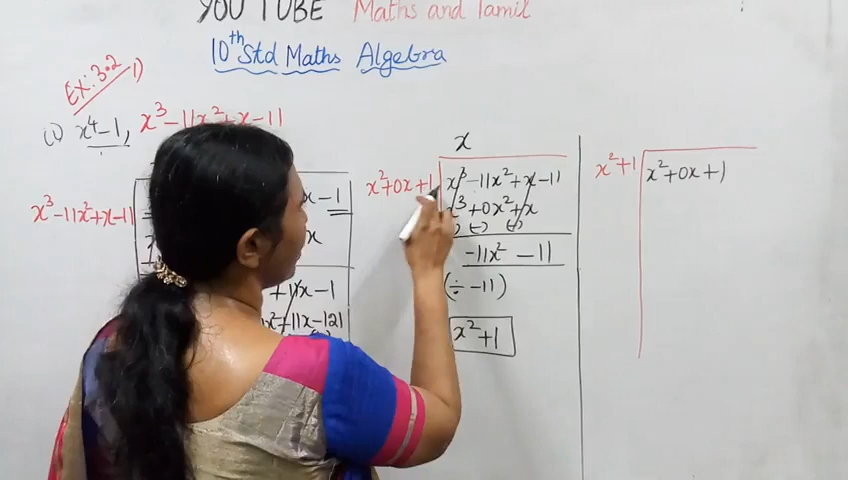 YOU TUBE Maths and Tamil
10th Std Maths Algebra
Ex: 3.2
1)
(i) x⁴-1, x³-11x²+x-11
x³-11x²+x-11
x-1
x
+11x-1
x²+11x-121
x
x²+0x+1
x³-11x²+x-11
x³+0x²+x
(-) (-)
-11x² -11
(÷ -11)
x²+1
x²+1
x²+0x+1